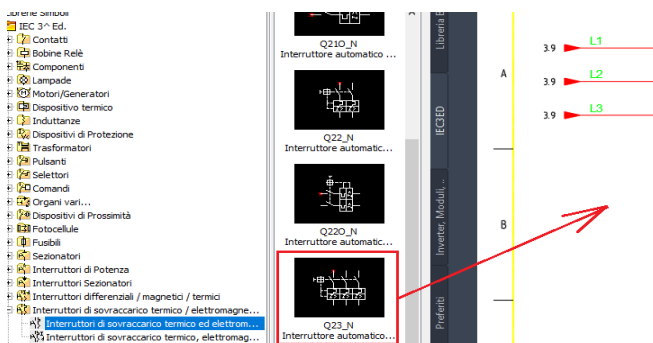 Librerie Simboli
IEC 3^ Ed.
Contatti
Bobine Relè
Componenti
Lampade
Motori/Generatori
Dispositivo termico
Induttanze
Dispositivi di Protezione
Trasformatori
Pulsanti
Selettori
Comandi
Organi vari...
Dispositivi di Prossimità
Fotocellule
Fusibili
Sezionatori
Interruttori di Potenza
Interruttori Sezionatori
Interruttori differenziali / magnetici / termici
Interruttori di sovraccarico termico / elettromagne...
Interruttori di sovraccarico termico ed elettrom...
Interruttori di sovraccarico termico, elettromag...
Q21O_N
Interruttore automatico ...
Q22_N
Interruttore automatic...
Q22O_N
Interruttore automatic...
Q23_N
Interruttore automatico...
IEC3ED
Inverter, Moduli, ..
Preferiti
A
B
3.9 L1
3.9 L2
3.9 L3